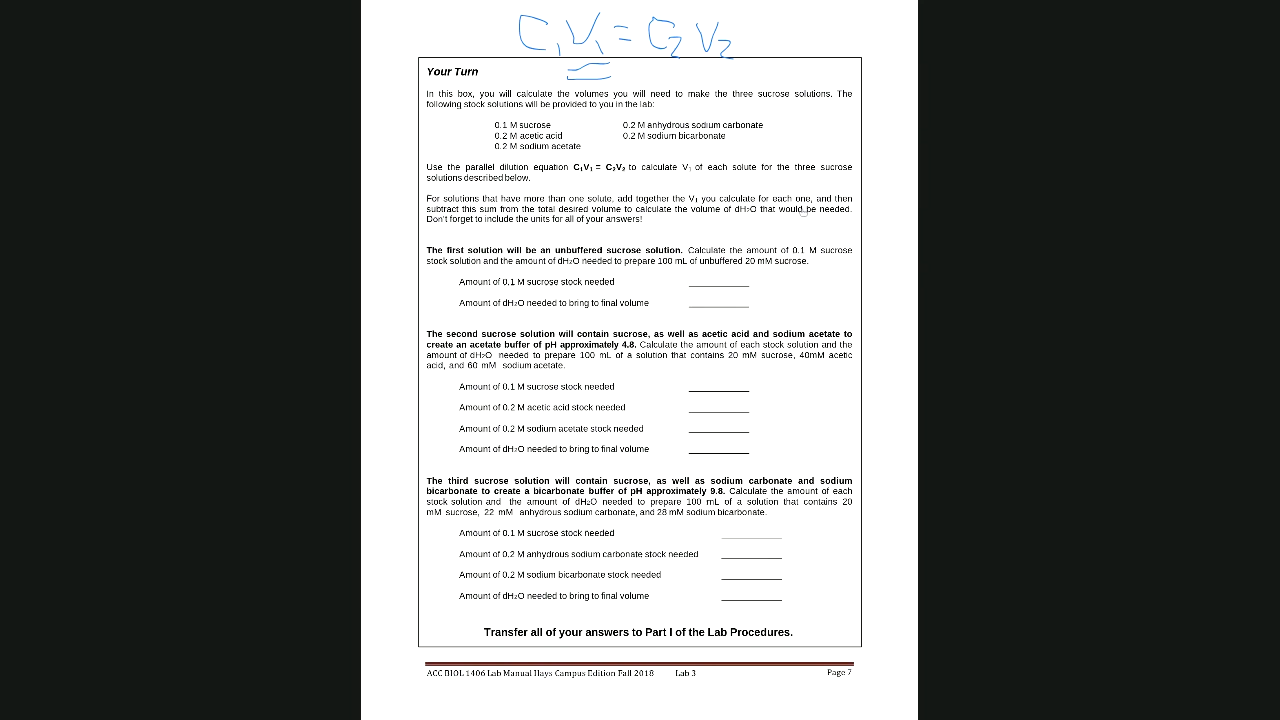 C₁V₁ = C₂V₂
Your Turn
In this box, you will calculate the volumes you will need to make the three sucrose solutions. The
following stock solutions will be provided to you in the lab:
0.1 M sucrose 0.2 M anhydrous sodium carbonate
0.2 M acetic acid 0.2 M sodium bicarbonate
0.2 M sodium acetate
Use the parallel dilution equation C₁V₁ = C₂V₂ to calculate V₁ of each solute for the three sucrose
solutions described below.
For solutions that have more than one solute, add together the V₁ you calculate for each one, and then
subtract this sum from the total desired volume to calculate the volume of dH₂O that would be needed.
Don't forget to include the units for all of your answers!
The first solution will be an unbuffered sucrose solution. Calculate the amount of 0.1 M sucrose
stock solution and the amount of dH₂O needed to prepare 100 mL of unbuffered 20 mM sucrose.
Amount of 0.1 M sucrose stock needed ____________
Amount of dH₂O needed to bring to final volume ____________
The second sucrose solution will contain sucrose, as well as acetic acid and sodium acetate to
create an acetate buffer of pH approximately 4.8. Calculate the amount of each stock solution and the
amount of dH₂O needed to prepare 100 mL of a solution that contains 20 mM sucrose, 40mM acetic
acid, and 60 mM sodium acetate.
Amount of 0.1 M sucrose stock needed ____________
Amount of 0.2 M acetic acid stock needed ____________
Amount of 0.2 M sodium acetate stock needed ____________
Amount of dH₂O needed to bring to final volume ____________
The third sucrose solution will contain sucrose, as well as sodium carbonate and sodium
bicarbonate to create a bicarbonate buffer of pH approximately 9.8. Calculate the amount of each
stock solution and the amount of dH₂O needed to prepare 100 mL of a solution that contains 20
mM sucrose, 22 mM anhydrous sodium carbonate, and 28 mM sodium bicarbonate.
Amount of 0.1 M sucrose stock needed ____________
Amount of 0.2 M anhydrous sodium carbonate stock needed ____________
Amount of 0.2 M sodium bicarbonate stock needed ____________
Amount of dH₂O needed to bring to final volume ____________
Transfer all of your answers to Part I of the Lab Procedures.
ACC BIOL 1406 Lab Manual Hays Campus Edition Fall 2018 Lab 3 Page 7